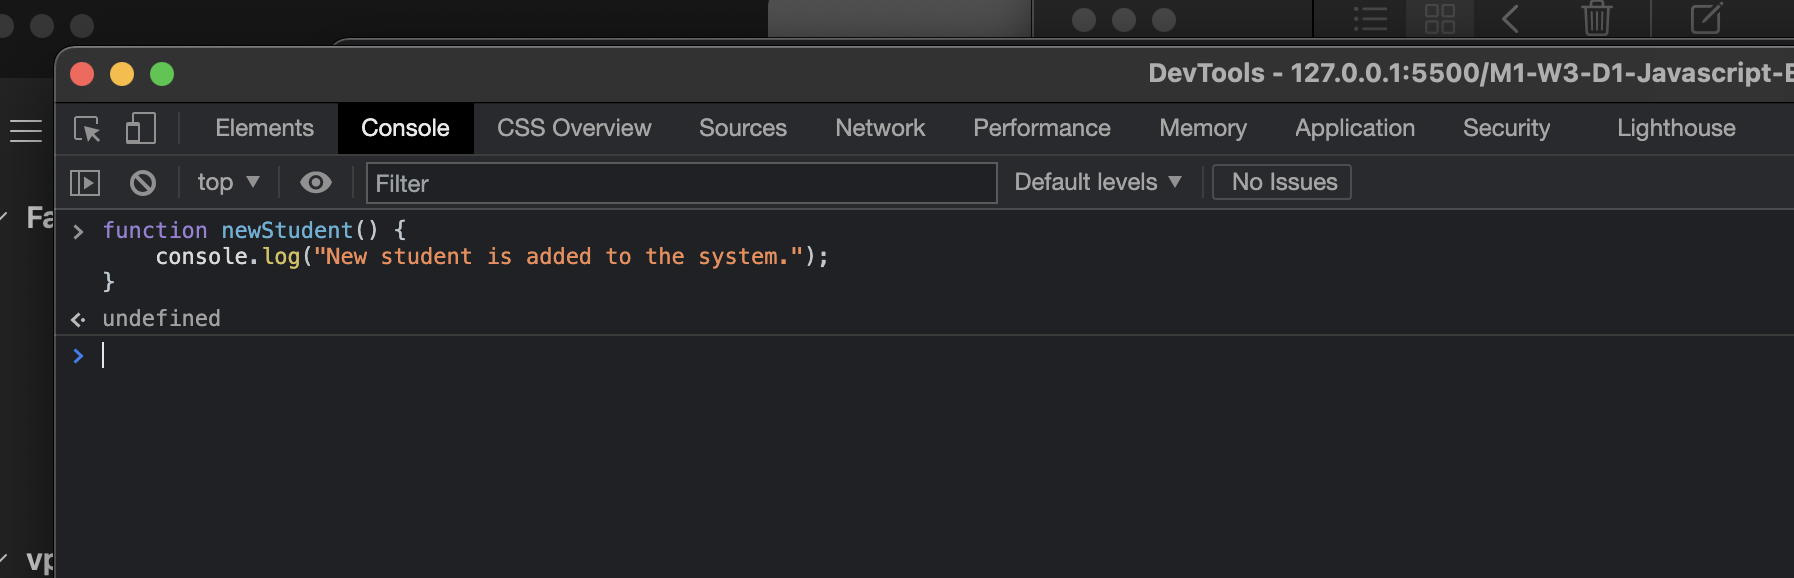 DevTools - 127.0.0.1:5500/M1-W3-D1-Javascript-E
Elements Console CSS Overview Sources Network Performance Memory Application Security Lighthouse
top Filter Default levels No Issues
Fa
function newStudent() {
    console.log("New student is added to the system.");
}
undefined
vp